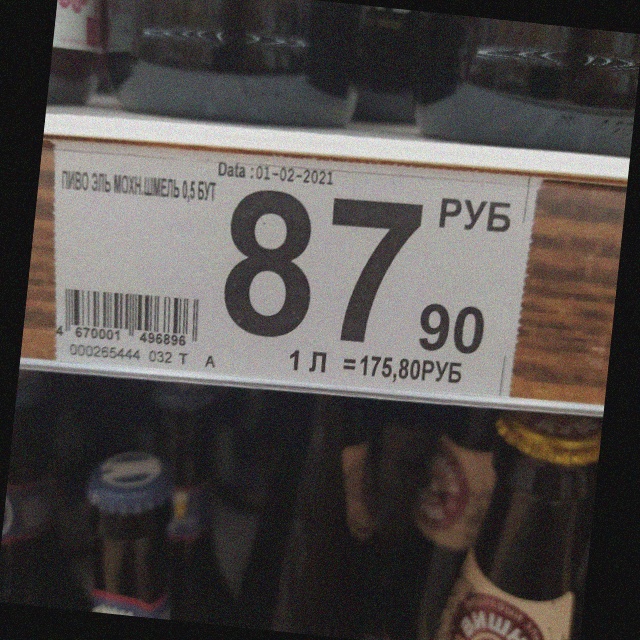 Data :01-02-2021
ПИВО ЭЛЬ МОХН.ШМЕЛЬ 0,5 БУТ
87 90 РУБ
4 670001 496896
000265444 032 Т А
1 Л =175,80РУБ